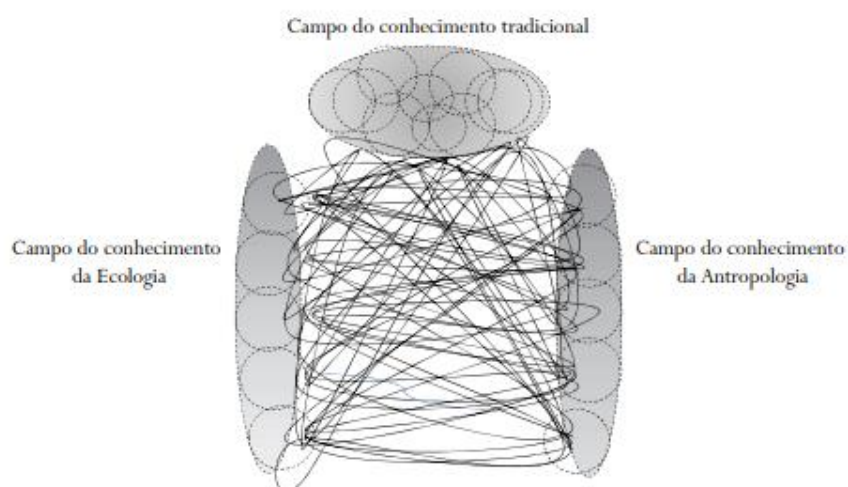 Campo do conhecimento tradicional
Campo do conhecimento
da Ecologia
Campo do conhecimento
da Antropologia